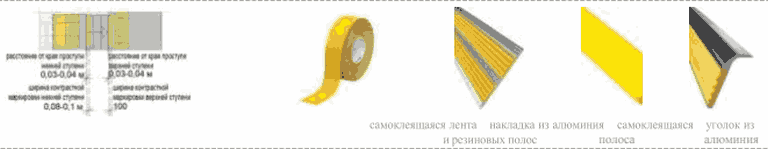 расстояние от края проступи
нижней ступени
0,03-0,04 м
расстояние от края проступи
верхней ступени
0,03-0,04 м
ширина контрастной
маркировки нижней ступени
0,08-0,1 м
ширина контрастной
маркировки верхней ступени
100
самоклеящаяся лента
накладка из алюминия
и резиновых полос
самоклеящаяся
полоса
уголок из
алюминия